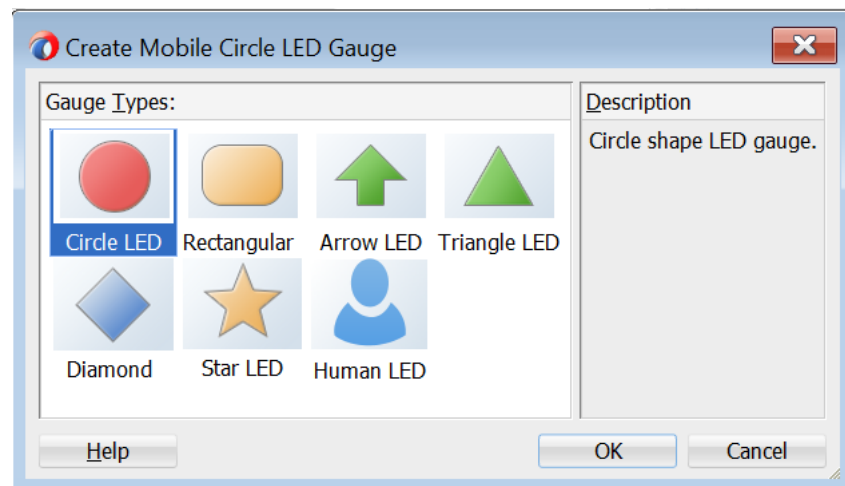 Create Mobile Circle LED Gauge
Gauge Types:
Description
Circle shape LED gauge.
Circle LED Rectangular Arrow LED Triangle LED
Diamond Star LED Human LED
Help OK Cancel